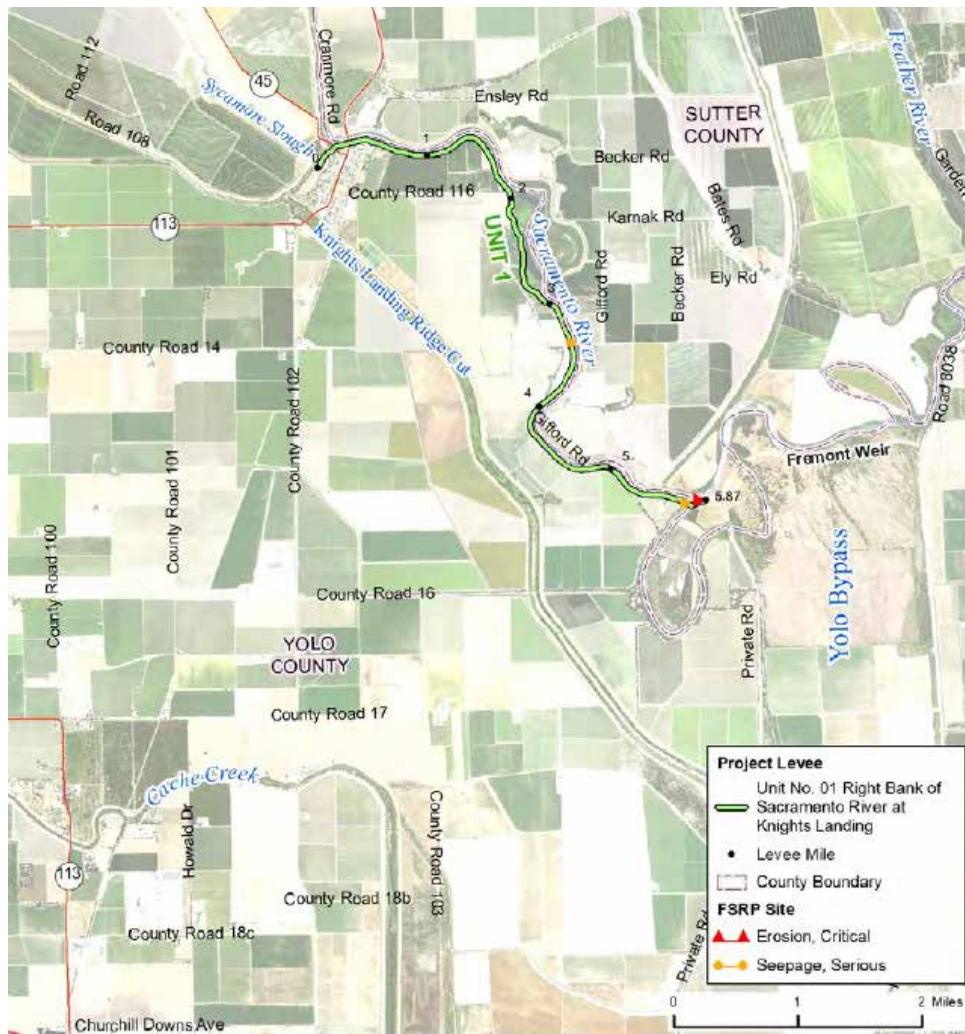 Road 112
45
Cranmore Rd
Ensley Rd
SUTTER
COUNTY
Feather River
Garden
Sycamore Slough
Road 108
0
1
Becker Rd
County Road 116
2
Karnak Rd
Bates Rd
113
UNIT 1
Sacramento River
Gifford Rd
Becker Rd
Ely Rd
Knights Landing Ridge Cut
3
County Road 14
County Road 102
4
Gifford Rd
5
Road 8038
Fremont Weir
5.87
County Road 100
County Road 101
County Road 16
Yolo Bypass
Private Rd
YOLO
COUNTY
County Road 17
Cache Creek
Howald Dr
County Road 103
113
County Road 18b
County Road 18c
Private Rd
Churchill Downs Ave
Project Levee
Unit No. 01 Right Bank of
Sacramento River at
Knights Landing
Levee Mile
County Boundary
FSRP Site
Erosion, Critical
Seepage, Serious
0 1 2 Miles